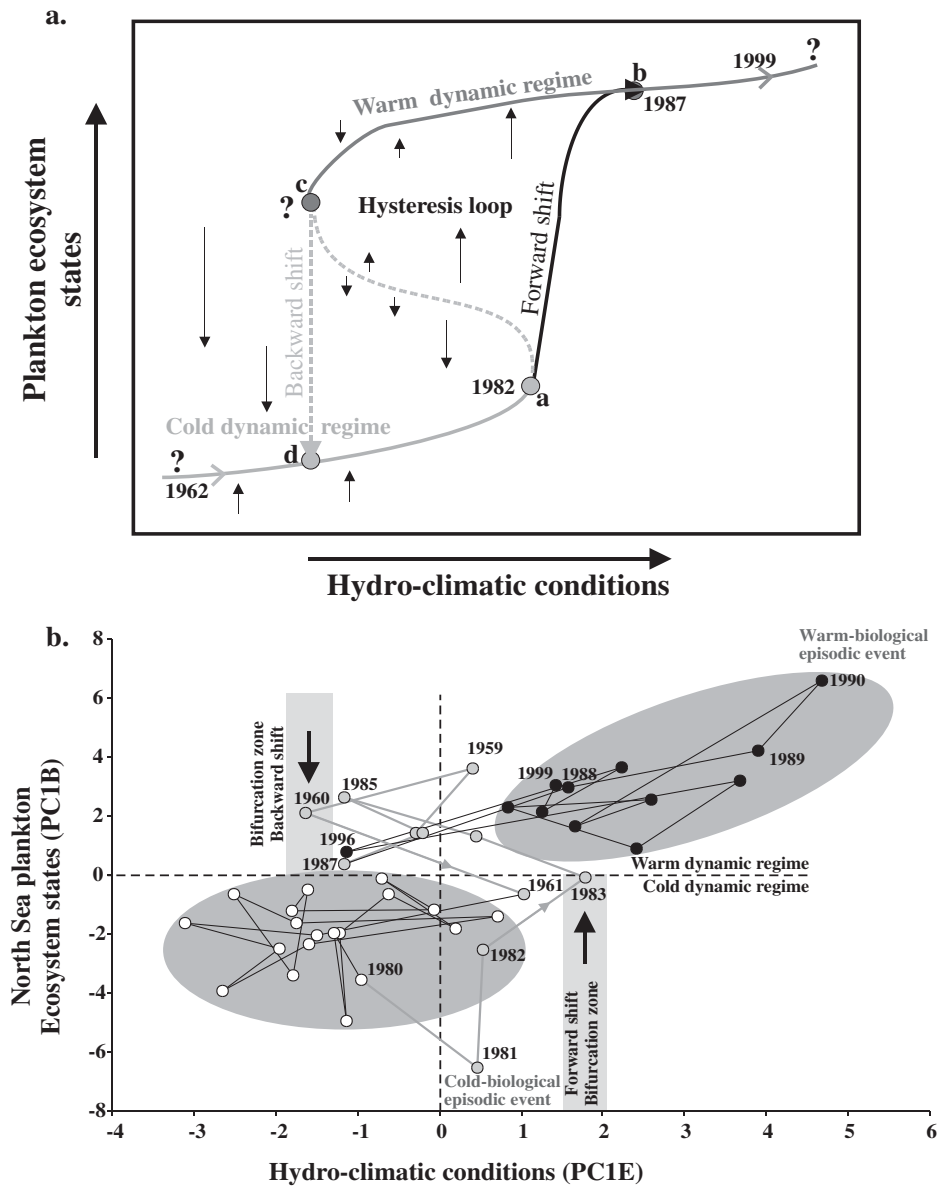 a.
?
1999
b
Warm dynamic regime
1987
Plankton ecosystem
states
c
?
Hysteresis loop
Forward shift
Backward shift
1982
a
Cold dynamic regime
?
d
1962
Hydro-climatic conditions
b.
8
6
4
2
0
-2
-4
-6
-8
North Sea plankton
Ecosystem states (PC1B)
Warm-biological
episodic event
1990
Bifurcation zone
Backward shift
1959
1989
1985
1999
1988
1960
1996
1987
Warm dynamic regime
Cold dynamic regime
1961
1983
1982
1980
1981
Cold-biological
episodic event
Forward shift
Bifurcation zone
-4
-3
-2
-1
0
1
2
3
4
5
6
Hydro-climatic conditions (PC1E)